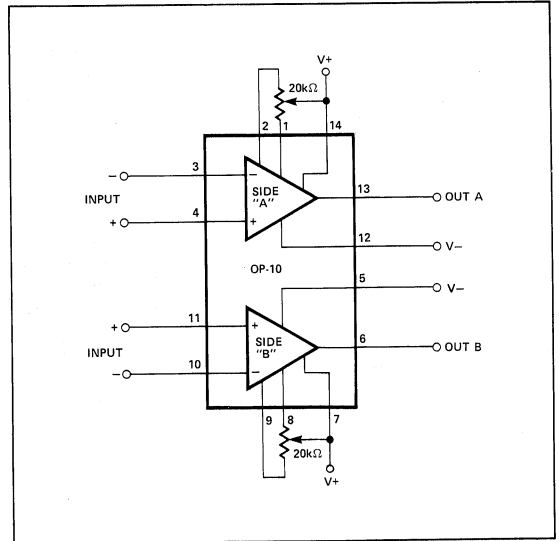 V+
20kΩ
2 1 14
3
−
−
SIDE
"A"
13
OUT A
INPUT
4
+
+
12
V−
OP-10
5
V−
11
+
+
SIDE
"B"
6
OUT B
INPUT
10
−
−
9 8 7
20kΩ
V+